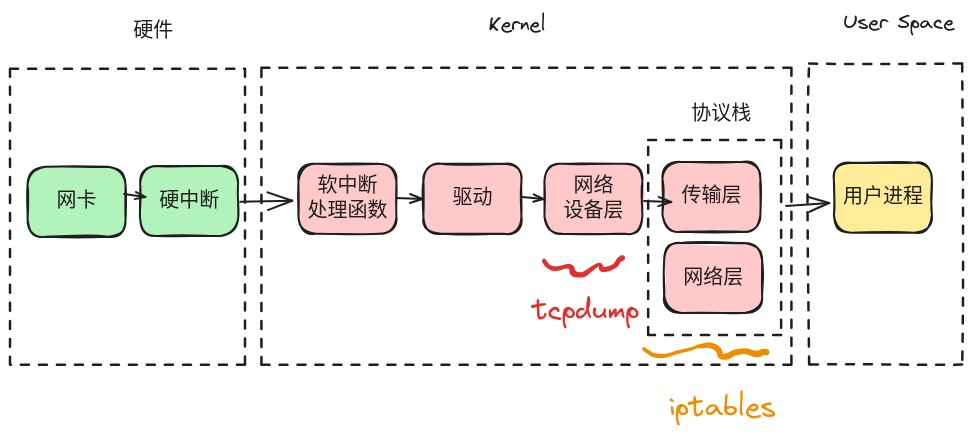 硬件
Kernel
User Space
协议栈
网卡
硬中断
软中断
处理函数
驱动
网络
设备层
传输层
网络层
用户进程
tcpdump
iptables